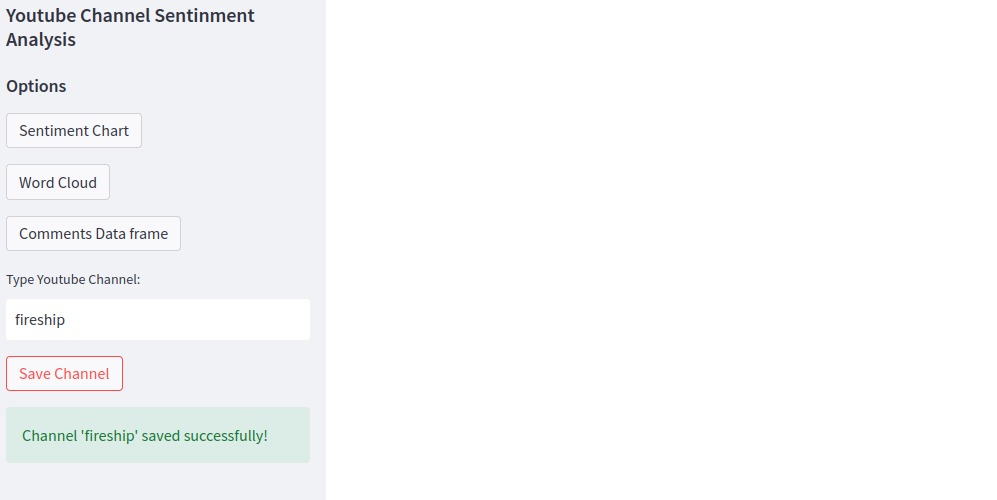 Youtube Channel Sentinment
Analysis
Options
Sentiment Chart
Word Cloud
Comments Data frame
Type Youtube Channel:
fireship
Save Channel
Channel 'fireship' saved successfully!